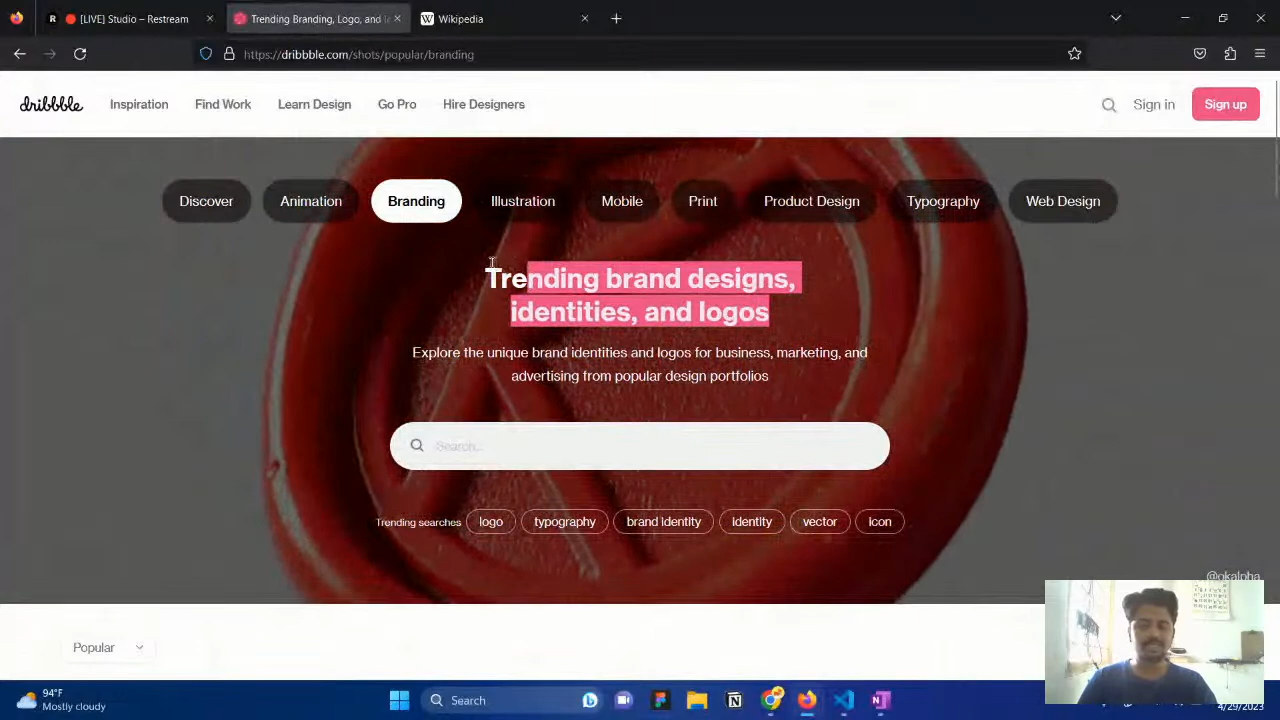 [LIVE] Studio – Restream
Trending Branding, Logo, and
Wikipedia
https://dribbble.com/shots/popular/branding
dribbble
Inspiration
Find Work
Learn Design
Go Pro
Hire Designers
Sign in
Sign up
Discover
Animation
Branding
Illustration
Mobile
Print
Product Design
Typography
Web Design
Trending brand designs,
identities, and logos
Explore the unique brand identities and logos for business, marketing, and
advertising from popular design portfolios
Search...
Trending searches
logo
typography
brand identity
identity
vector
icon
@okalpha
Popular
94°F
Mostly cloudy
Search
4/29/2023